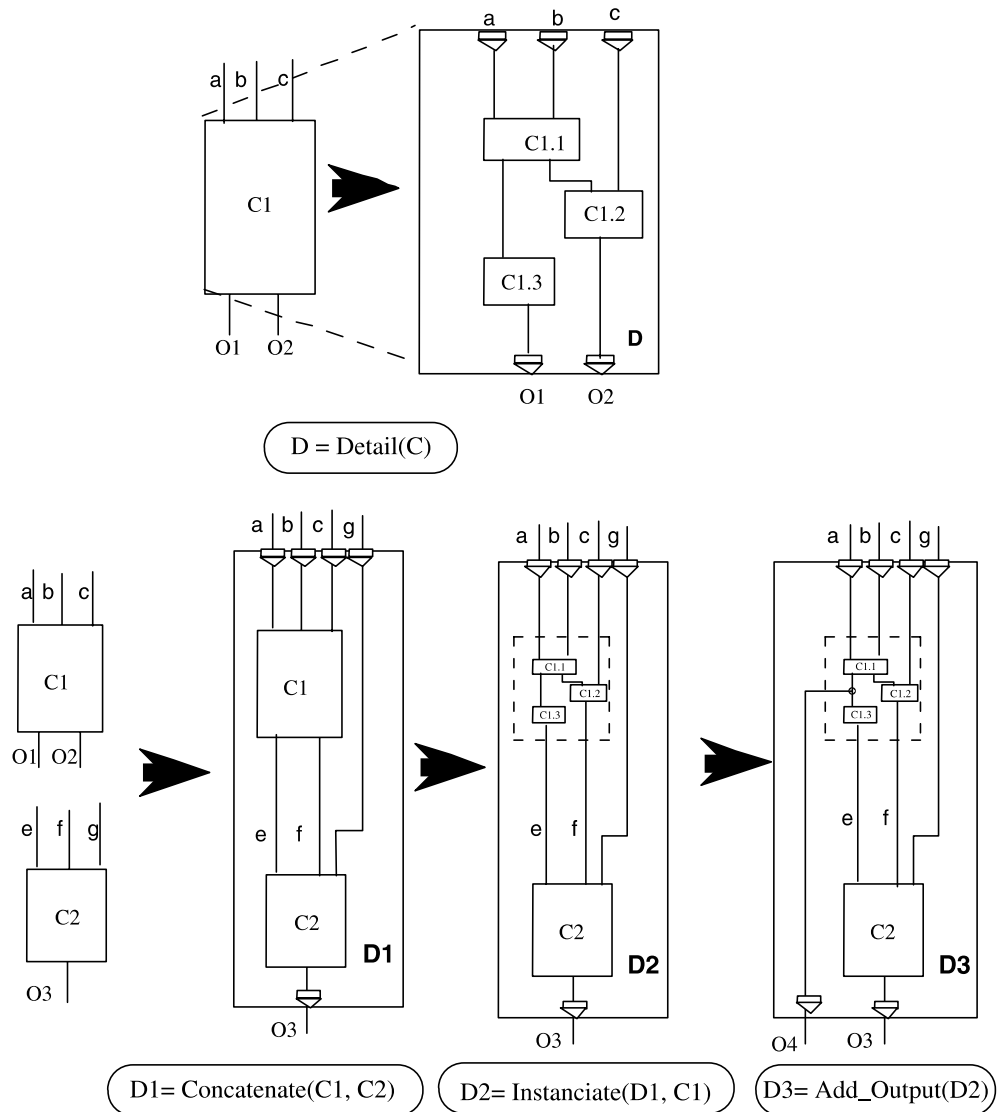 a b c
a b c
C1.1
C1
C1.2
C1.3
D
O1 O2
O1 O2
D = Detail(C)
a b c g
a b c g
a b c g
a b c
C1
C1
C1.1
C1.2
C1.3
C1.1
C1.2
C1.3
O1 O2
e f g
e f
e f
e f
C2
C2
C2
C2
D1
D2
D3
O3
O3
O3
O4 O3
D1= Concatenate(C1, C2)
D2= Instanciate(D1, C1)
D3= Add_Output(D2)